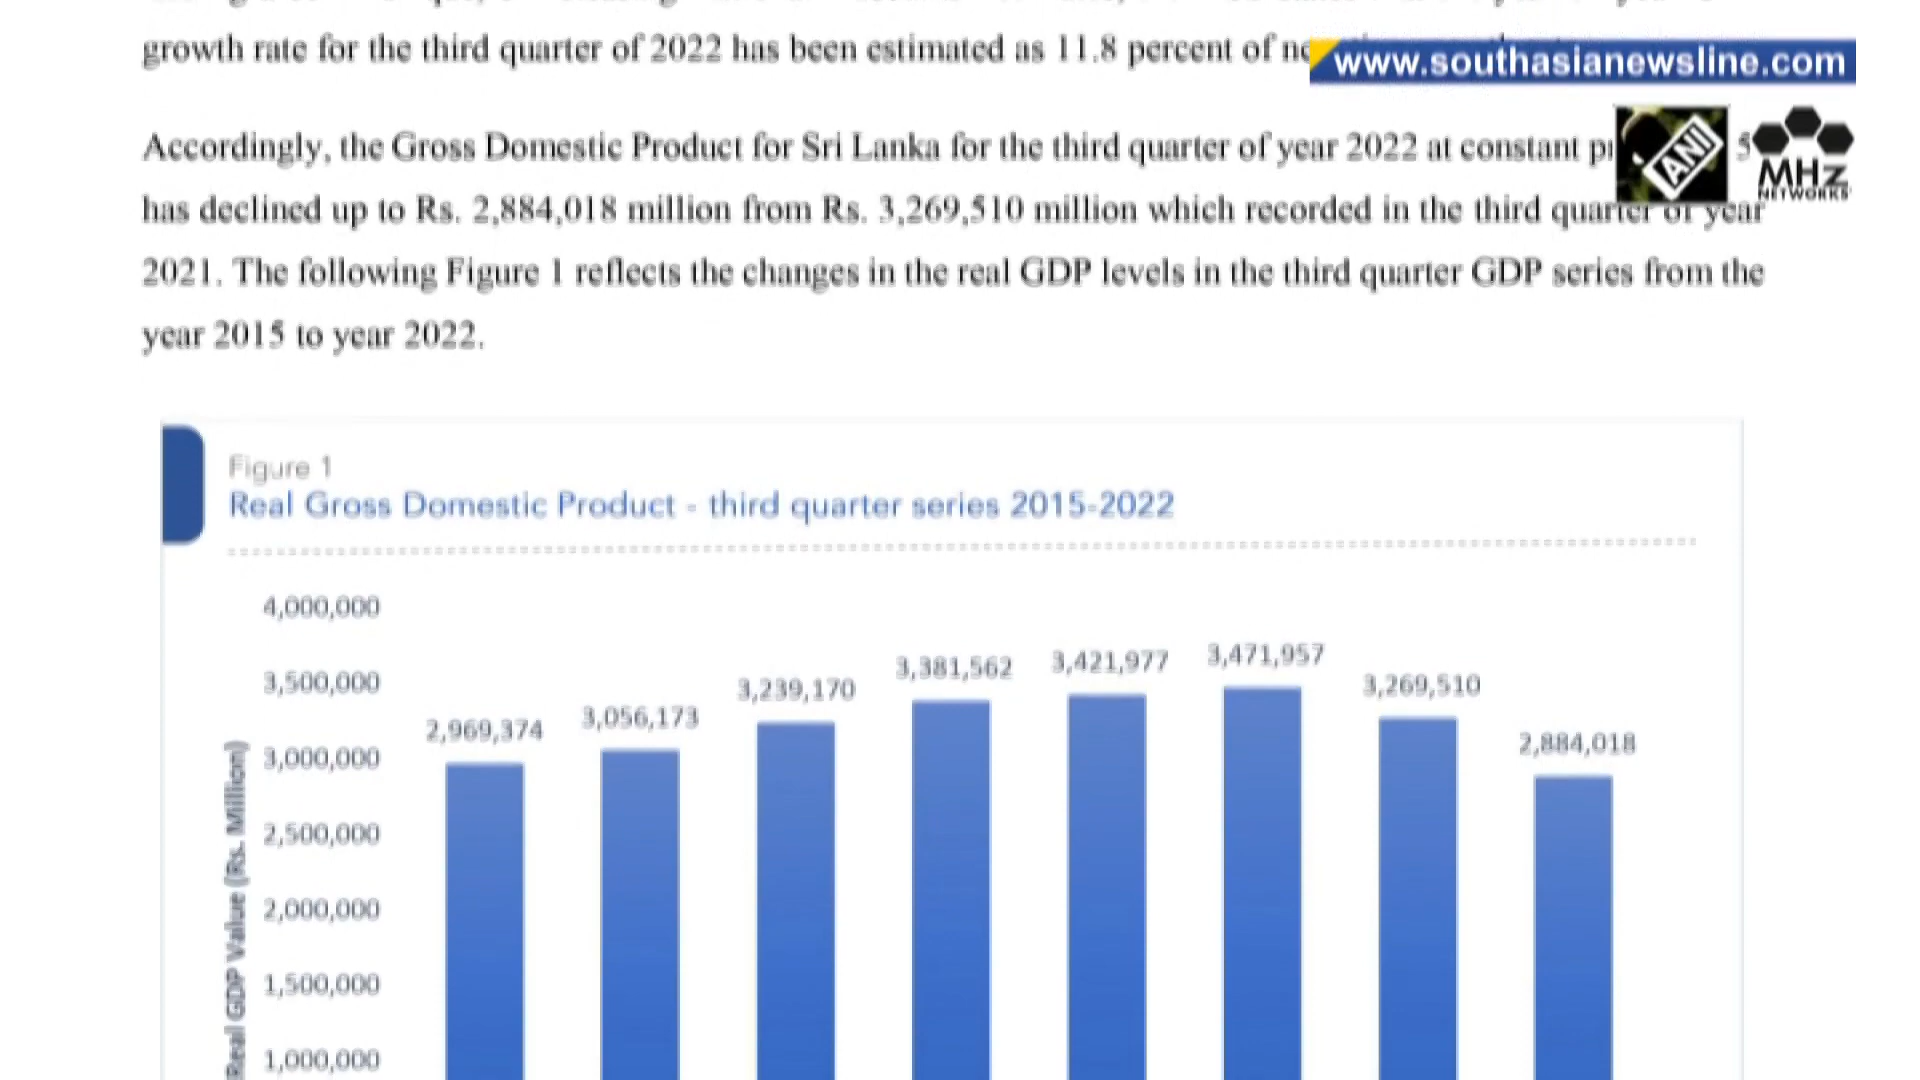 growth rate for the third quarter of 2022 has been estimated as 11.8 percent of
www.southasianewsline.com
Accordingly, the Gross Domestic Product for Sri Lanka for the third quarter of year 2022 at constant
ANI
MHz
NETWORKS
has declined up to Rs. 2,884,018 million from Rs. 3,269,510 million which recorded in the third quarter of year
2021. The following Figure 1 reflects the changes in the real GDP levels in the third quarter GDP series from the
year 2015 to year 2022.
Figure 1
Real Gross Domestic Product - third quarter series 2015-2022
4,000,000
3,500,000
3,000,000
2,500,000
2,000,000
1,500,000
1,000,000
Real GDP Value (Rs. Million)
2,969,374
3,056,173
3,239,170
3,381,562
3,421,977
3,471,957
3,269,510
2,884,018